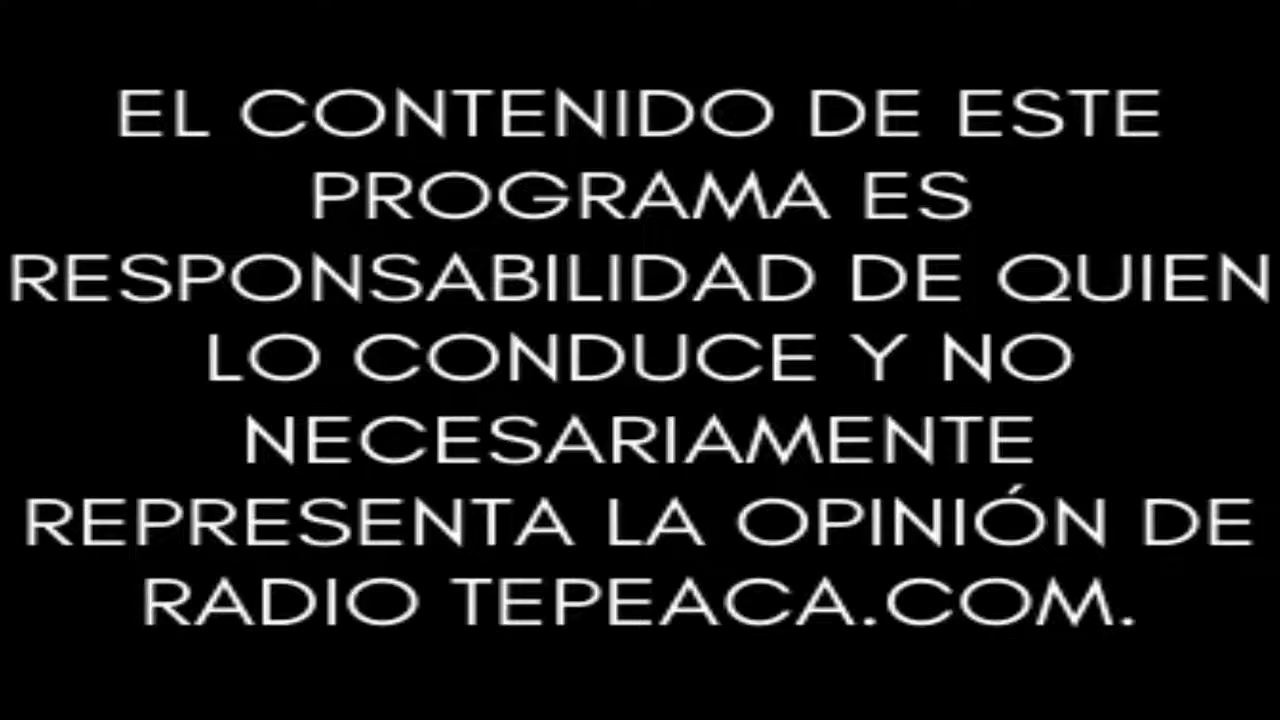 EL CONTENIDO DE ESTE
PROGRAMA ES
RESPONSABILIDAD DE QUIEN
LO CONDUCE Y NO
NECESARIAMENTE
REPRESENTA LA OPINIÓN DE
RADIO TEPEACA.COM.